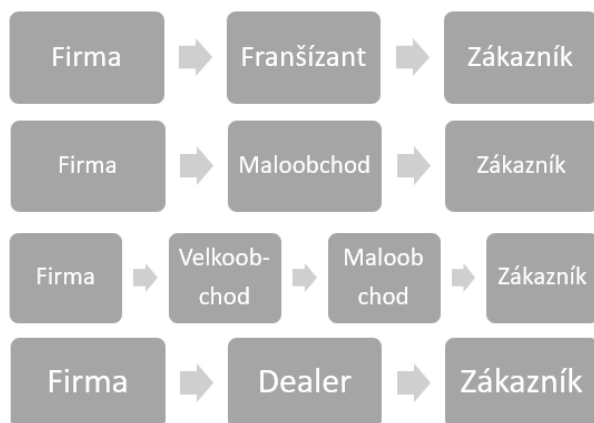 Firma Franšízant Zákazník
Firma Maloobchod Zákazník
Firma Velkoob-
chod Maloob
chod Zákazník
Firma Dealer Zákazník